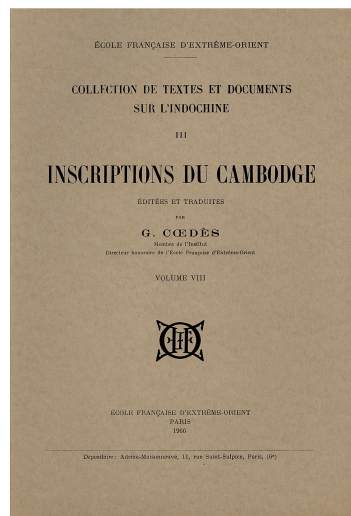 ÉCOLE FRANÇAISE D'EXTRÊME-ORIENT
COLLECTION DE TEXTES ET DOCUMENTS
SUR L'INDOCHINE
III
INSCRIPTIONS DU CAMBODGE
ÉDITÉES ET TRADUITES
PAR
G. CŒDÈS
Membre de l'Institut
Directeur honoraire de l'École Française d'Extrême-Orient
VOLUME VIII
ÉCOLE FRANÇAISE D'EXTRÊME-ORIENT
PARIS
1966
Dépositaire: Adrien-Maisonneuve, 11, rue Saint-Sulpice, Paris, (6e)